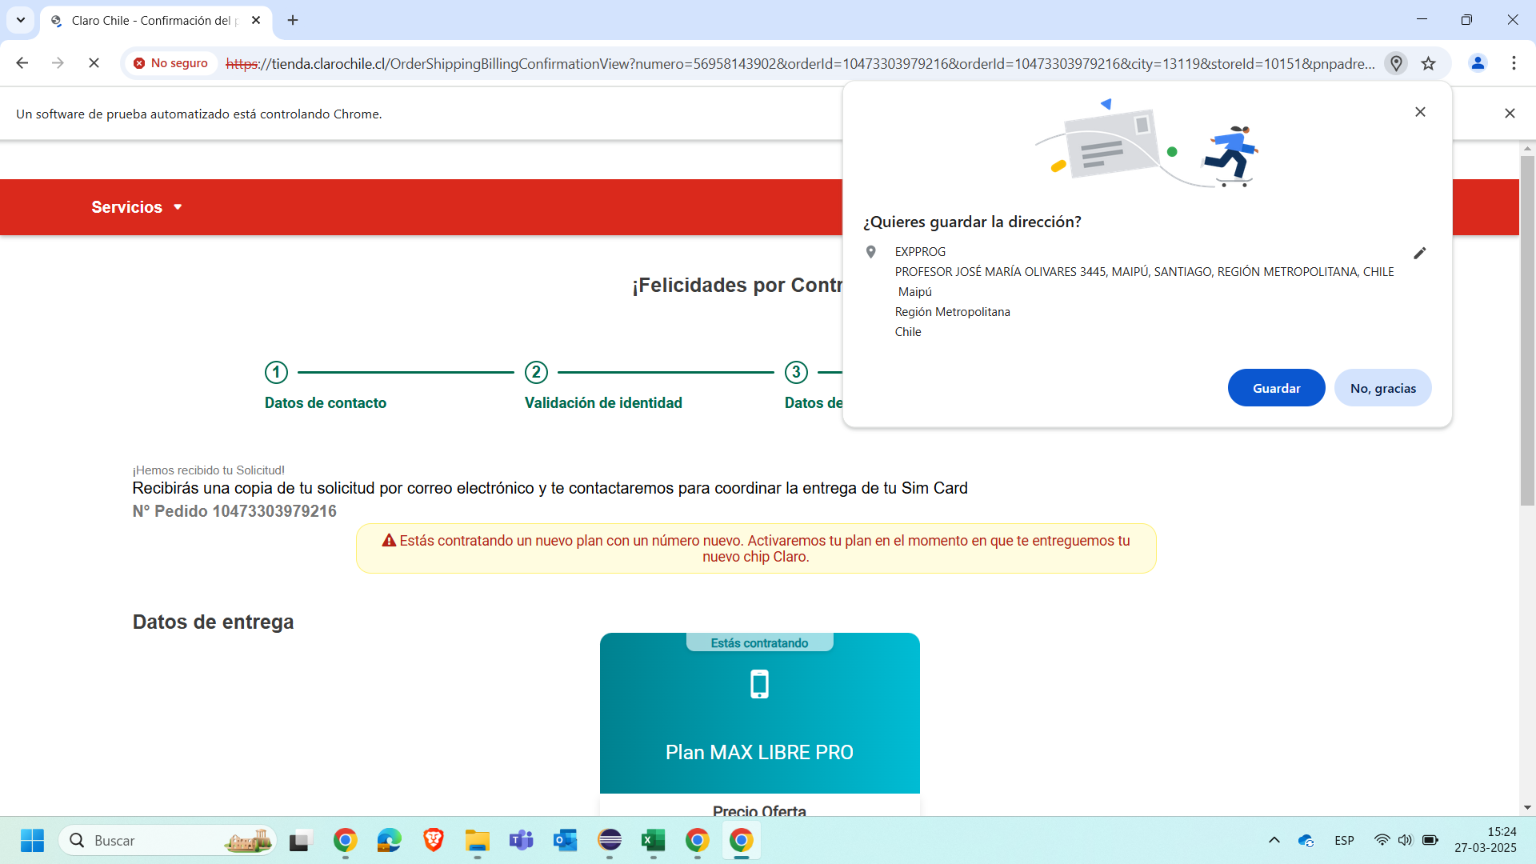 Claro Chile - Confirmación del p
No seguro
https://tienda.clarochile.cl/OrderShippingBillingConfirmationView?numero=56958143902&orderId=10473303979216&orderId=10473303979216&city=13119&storeId=10151&pnpadre...
Un software de prueba automatizado está controlando Chrome.
Servicios
¿Quieres guardar la dirección?
EXPPROG
PROFESOR JOSÉ MARÍA OLIVARES 3445, MAIPÚ, SANTIAGO, REGIÓN METROPOLITANA, CHILE
Maipú
Región Metropolitana
Chile
Guardar
No, gracias
¡Felicidades por Contr
1
2
3
Datos de contacto
Validación de identidad
Datos de
¡Hemos recibido tu Solicitud!
Recibirás una copia de tu solicitud por correo electrónico y te contactaremos para coordinar la entrega de tu Sim Card
N° Pedido 10473303979216
Estás contratando un nuevo plan con un número nuevo. Activaremos tu plan en el momento en que te entreguemos tu
nuevo chip Claro.
Datos de entrega
Estás contratando
Plan MAX LIBRE PRO
Precio Oferta
Buscar
ESP
15:24
27-03-2025